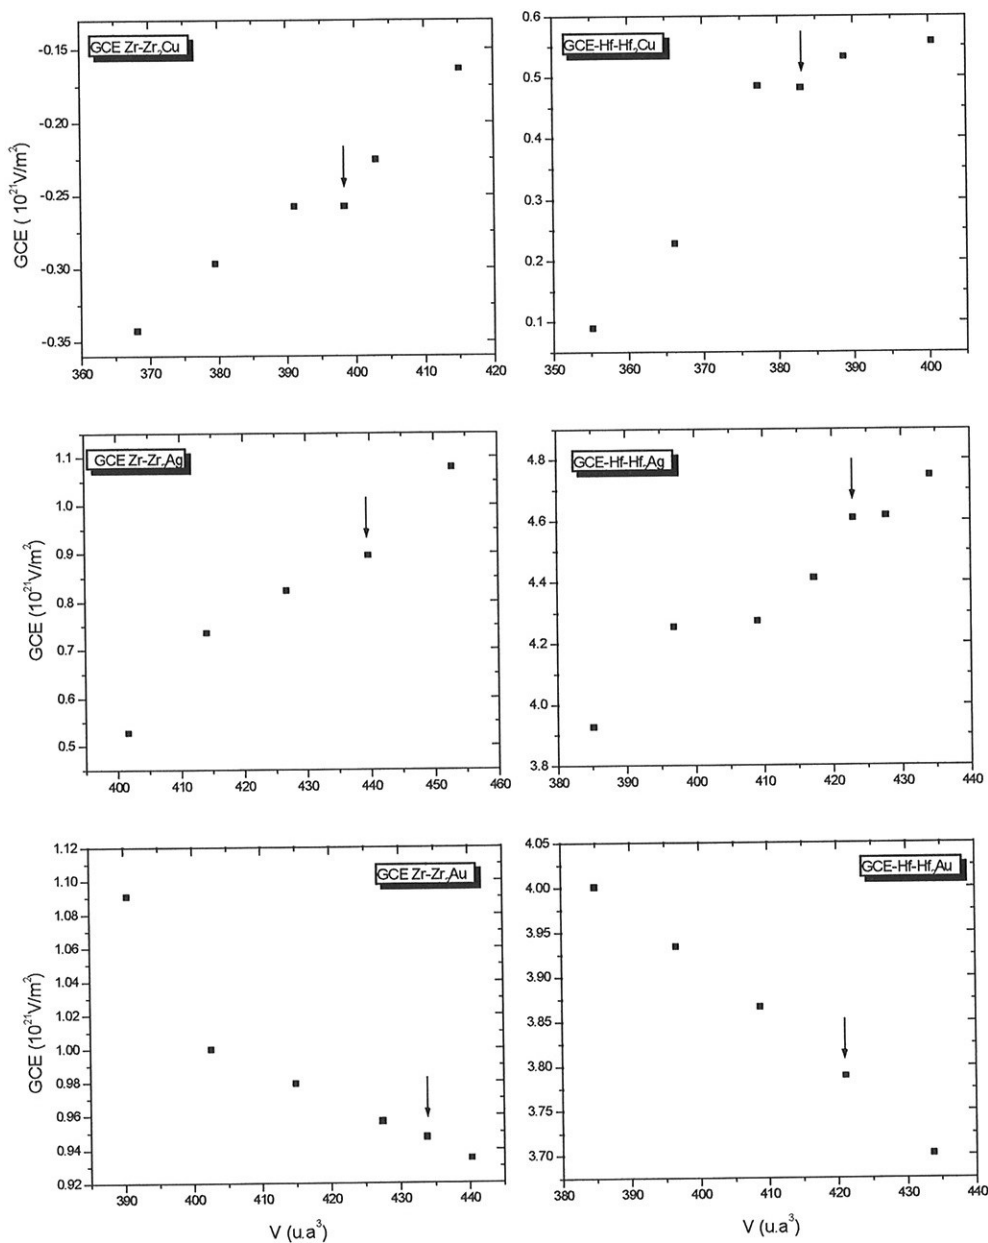 GCE Zr-Zr2Cu
GCE ( 10^21V/m^2)
-0.15
-0.20
-0.25
-0.30
-0.35
360 370 380 390 400 410 420
GCE-Hf-Hf2Cu
0.6
0.5
0.4
0.3
0.2
0.1
350 360 370 380 390 400
GCE Zr-Zr2Ag
GCE (10^21V/m^2)
1.1
1.0
0.9
0.8
0.7
0.6
0.5
400 410 420 430 440 450 460
GCE-Hf-Hf2Ag
4.8
4.6
4.4
4.2
4.0
3.8
380 390 400 410 420 430 440
GCE Zr-Zr2Au
GCE (10^21V/m^2)
1.12
1.10
1.08
1.06
1.04
1.02
1.00
0.98
0.96
0.94
0.92
390 400 410 420 430 440
V (u.a^3)
GCE-Hf-Hf2Au
4.05
4.00
3.95
3.90
3.85
3.80
3.75
3.70
380 390 400 410 420 430 440
V (u.a^3)